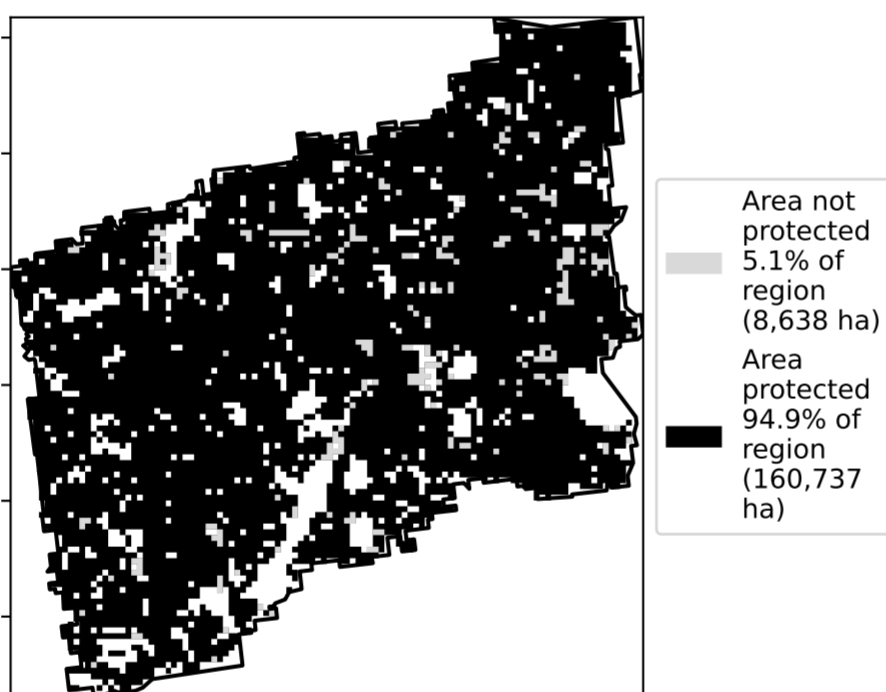 Area not
protected
5.1% of
region
(8,638 ha)
Area
protected
94.9% of
region
(160,737
ha)